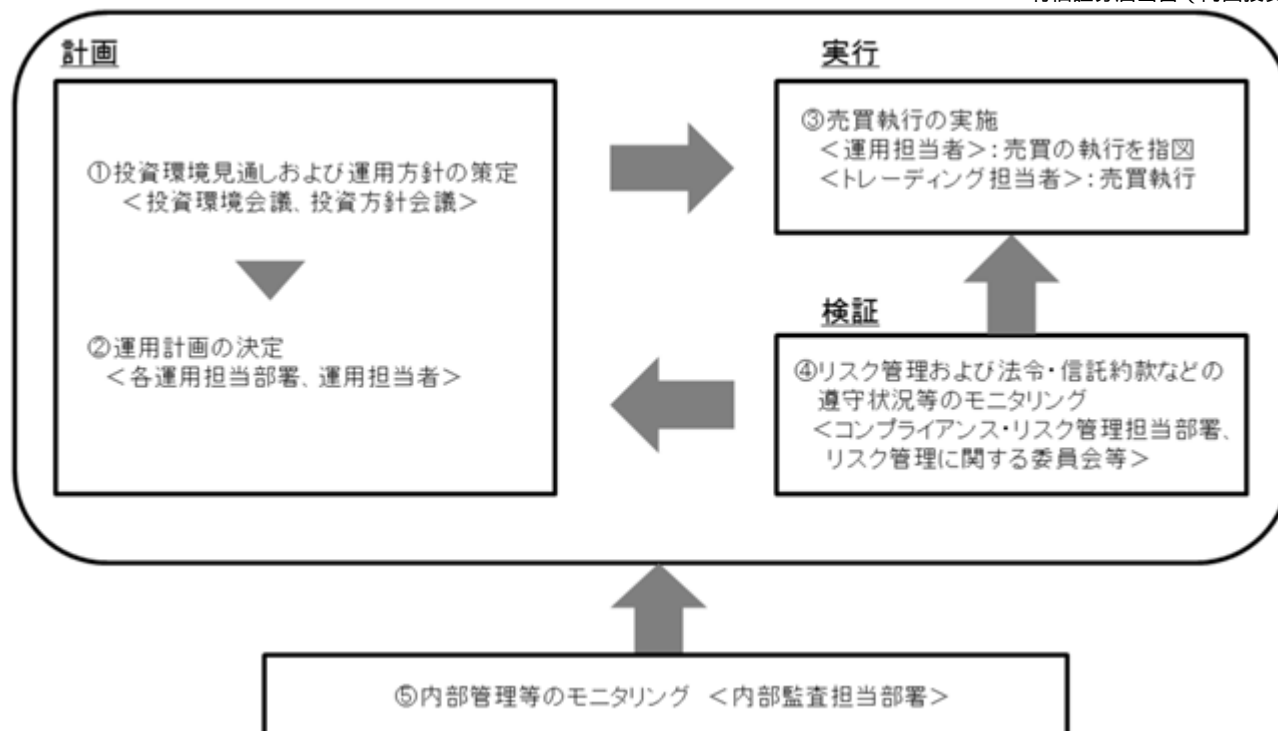 計画
①投資環境見通しおよび運用方針の策定
＜投資環境会議、投資方針会議＞
②運用計画の決定
＜各運用担当部署、運用担当者＞
実行
③売買執行の実施
＜運用担当者＞：売買の執行を指図
＜トレーディング担当者＞：売買執行
検証
④リスク管理および法令・信託約款などの
遵守状況等のモニタリング
＜コンプライアンス・リスク管理担当部署、
リスク管理に関する委員会等＞
⑤内部管理等のモニタリング ＜内部監査担当部署＞